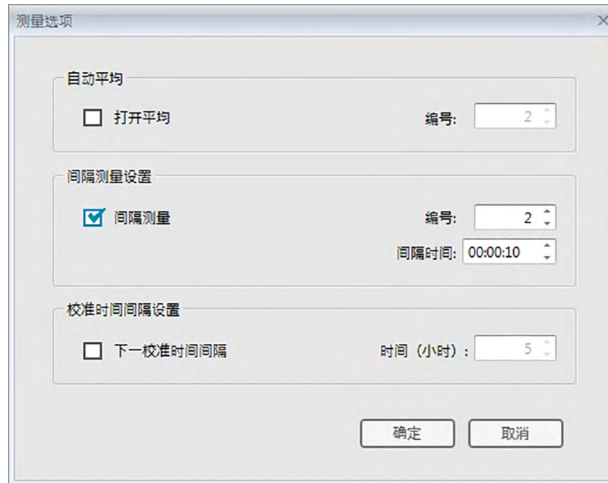 测量选项
自动平均
打开平均 编号: 2
间隔测量设置
间隔测量 编号: 2
间隔时间: 00:00:10
校准时间间隔设置
下一校准时间间隔 时间（小时）: 5
确定 取消